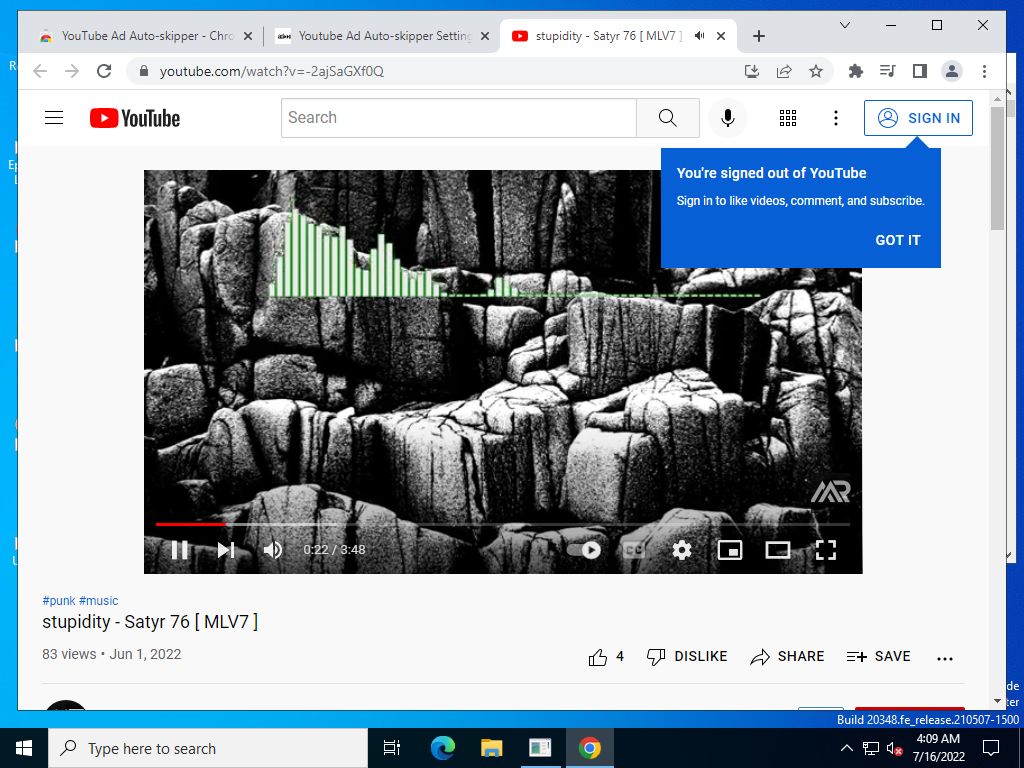 YouTube Ad Auto-skipper - Chro
Youtube Ad Auto-skipper Setting
stupidity - Satyr 76 [ MLV7 ]
youtube.com/watch?v=-2ajSaGXf0Q
YouTube
Search
SIGN IN
You're signed out of YouTube
Sign in to like videos, comment, and subscribe.
GOT IT
0:22 / 3:48
CC
#punk #music
stupidity - Satyr 76 [ MLV7 ]
83 views • Jun 1, 2022
4
DISLIKE
SHARE
SAVE
Build 20348.fe_release.210507-1500
Type here to search
4:09 AM
7/16/2022